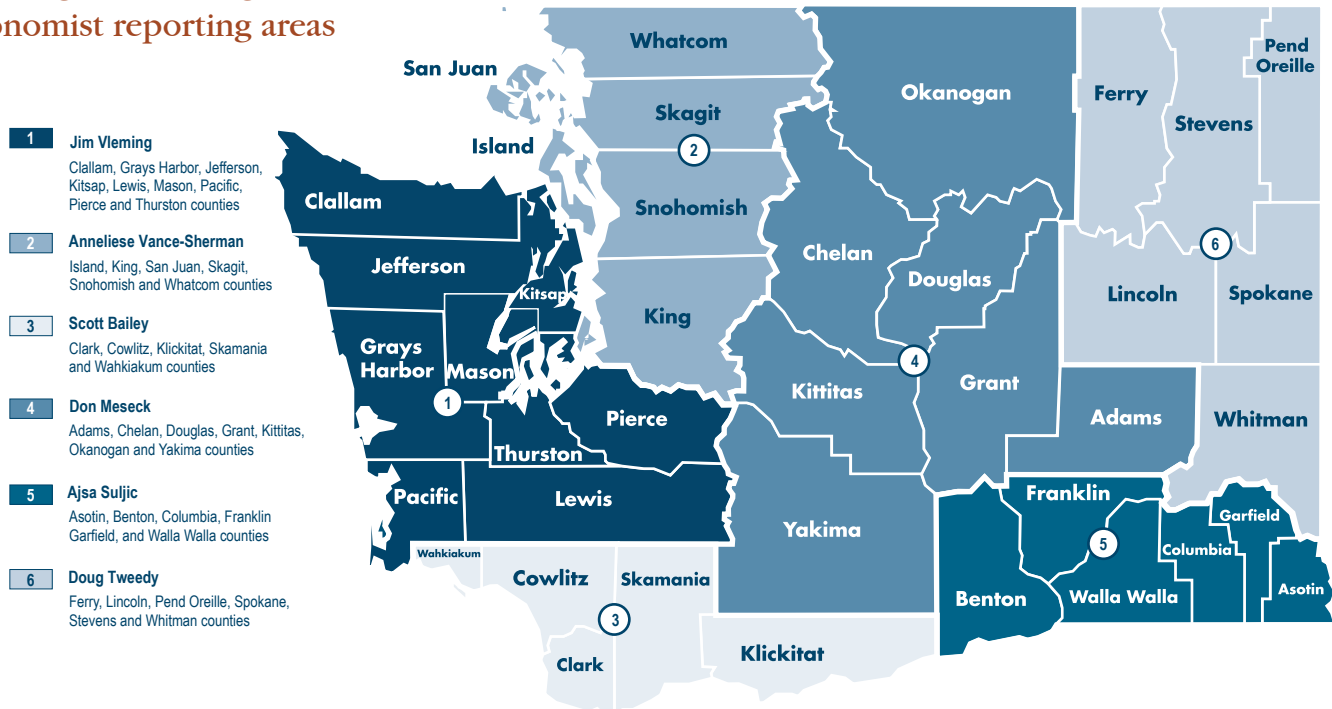 onomist reporting areas
1
Jim Vleming
Clallam, Grays Harbor, Jefferson,
Kitsap, Lewis, Mason, Pacific,
Pierce and Thurston counties
2
Anneliese Vance-Sherman
Island, King, San Juan, Skagit,
Snohomish and Whatcom counties
3
Scott Bailey
Clark, Cowlitz, Klickitat, Skamania
and Wahkiakum counties
4
Don Meseck
Adams, Chelan, Douglas, Grant, Kittitas,
Okanogan and Yakima counties
5
Ajsa Suljic
Asotin, Benton, Columbia, Franklin
Garfield, and Walla Walla counties
6
Doug Tweedy
Ferry, Lincoln, Pend Oreille, Spokane,
Stevens and Whitman counties
Whatcom
San Juan
Skagit
2
Island
Snohomish
King
Clallam
Jefferson
Kitsap
Grays
Harbor
Mason
1
Pierce
Thurston
Pacific
Lewis
Wahkiakum
Cowlitz
Skamania
3
Clark
Klickitat
Okanogan
Chelan
Douglas
4
Kittitas
Grant
Adams
Yakima
Ferry
Stevens
Pend
Oreille
6
Lincoln
Spokane
Whitman
Franklin
5
Benton
Walla Walla
Columbia
Garfield
Asotin